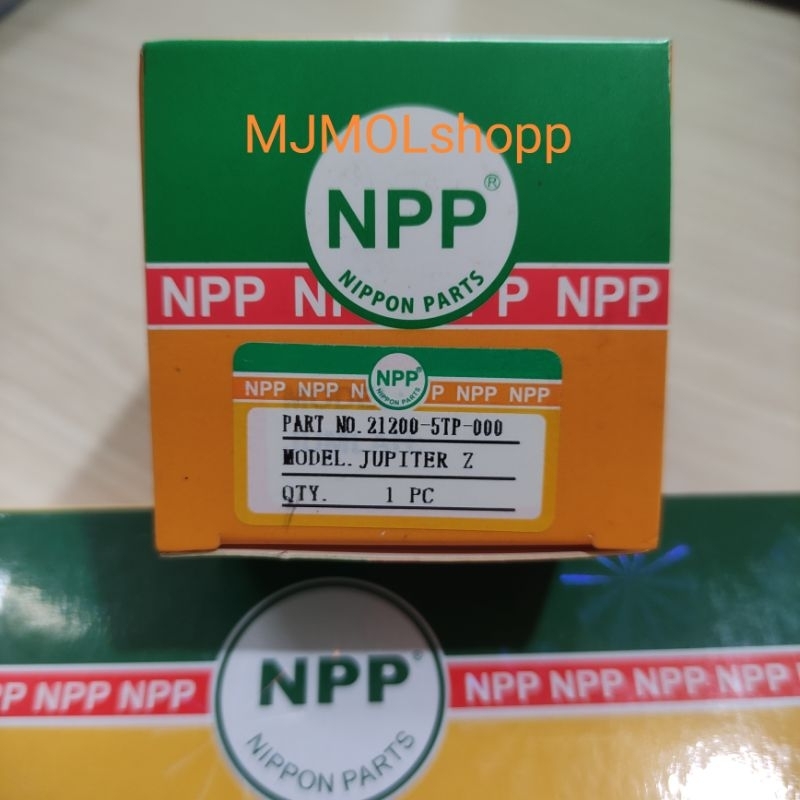 MJMOLshopp
NPP®
NIPPON PARTS
NPP NPP NPP
NPP®
NIPPON PARTS
NPP NPP N P NPP NPP
PART NO. 21200-5TP-000
MODEL. JUPITER Z
QTY. 1 PC
NPP
NIPPON PARTS
PP NPP NPP NPP NPP NPP NPP